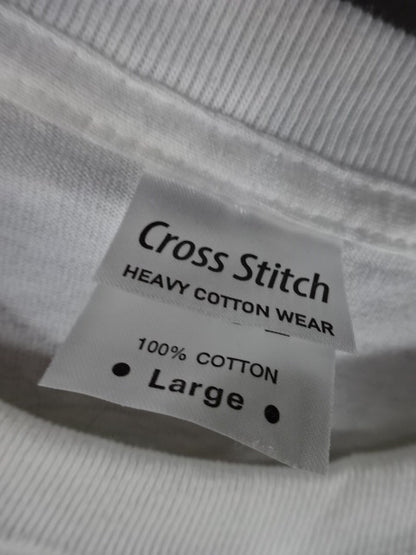 Cross Stitch
HEAVY COTTON WEAR
100% COTTON
• Large •